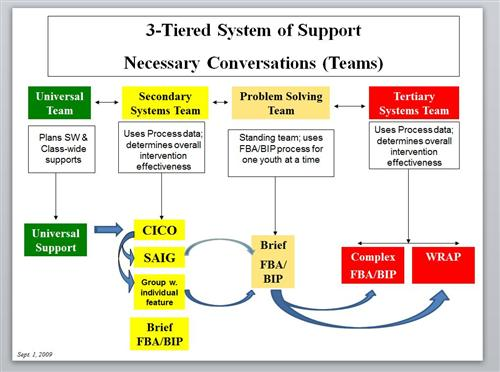 3-Tiered System of Support
Necessary Conversations (Teams)
Universal
Team
Secondary
Systems Team
Problem Solving
Team
Tertiary
Systems Team
Plans SW &
Class-wide
supports
Uses Process data;
determines overall
intervention
effectiveness
Standing team; uses
FBA/BIP process for
one youth at a time
Uses Process data;
determines overall
intervention
effectiveness
Universal
Support
CICO
SAIG
Group w.
individual
feature
Brief
FBA/BIP
Brief
FBA/
BIP
Complex
FBA/BIP
WRAP
Sept. 1, 2009